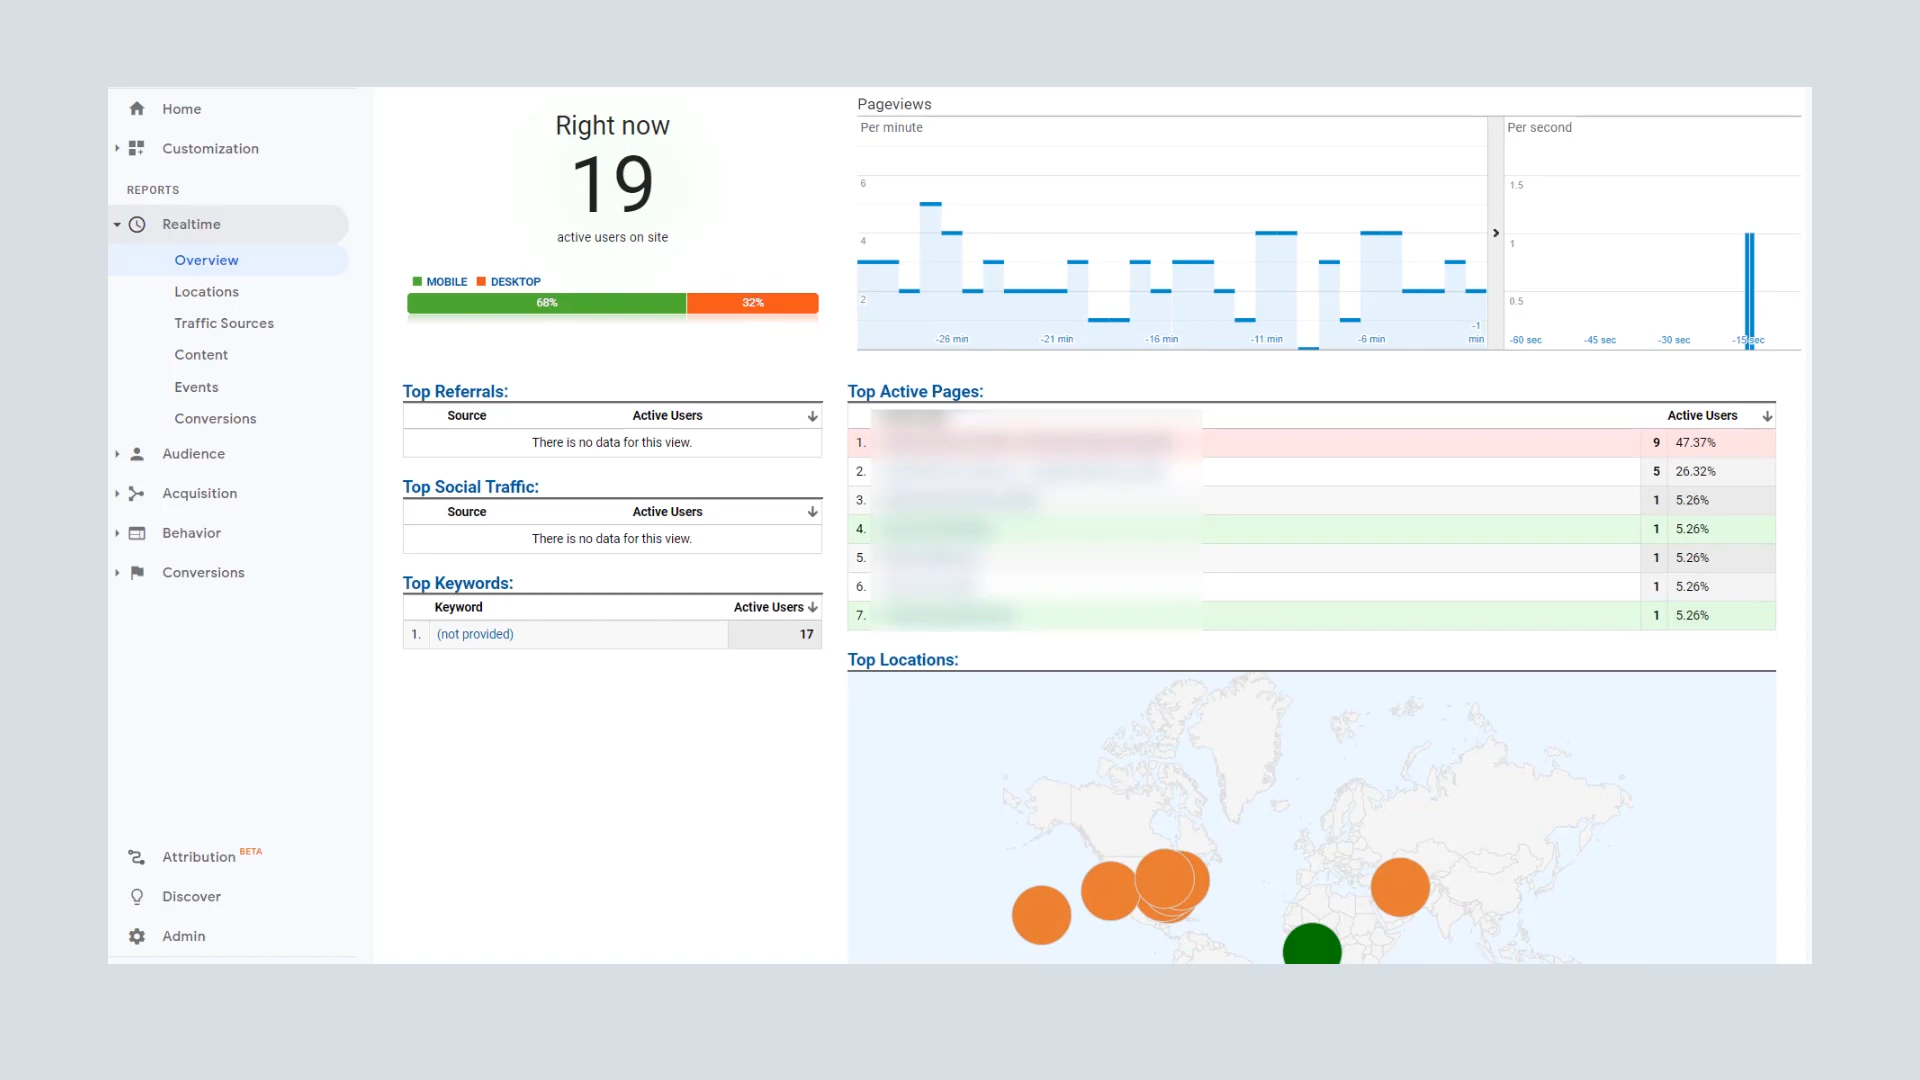 Home
Customization
REPORTS
Realtime
Overview
Locations
Traffic Sources
Content
Events
Conversions
Audience
Acquisition
Behavior
Conversions
Attribution BETA
Discover
Admin
Right now
19
active users on site
MOBILE DESKTOP
68% 32%
Pageviews
Per minute
6
4
2
-26 min -21 min -16 min -11 min -6 min -1 min
Per second
1.5
1
0.5
-60 sec -45 sec -30 sec -15 sec
Top Referrals:
Source Active Users
There is no data for this view.
Top Social Traffic:
Source Active Users
There is no data for this view.
Top Keywords:
Keyword Active Users
1. (not provided) 17
Top Active Pages:
Active Users
1. 9 47.37%
2. 5 26.32%
3. 1 5.26%
4. 1 5.26%
5. 1 5.26%
6. 1 5.26%
7. 1 5.26%
Top Locations: